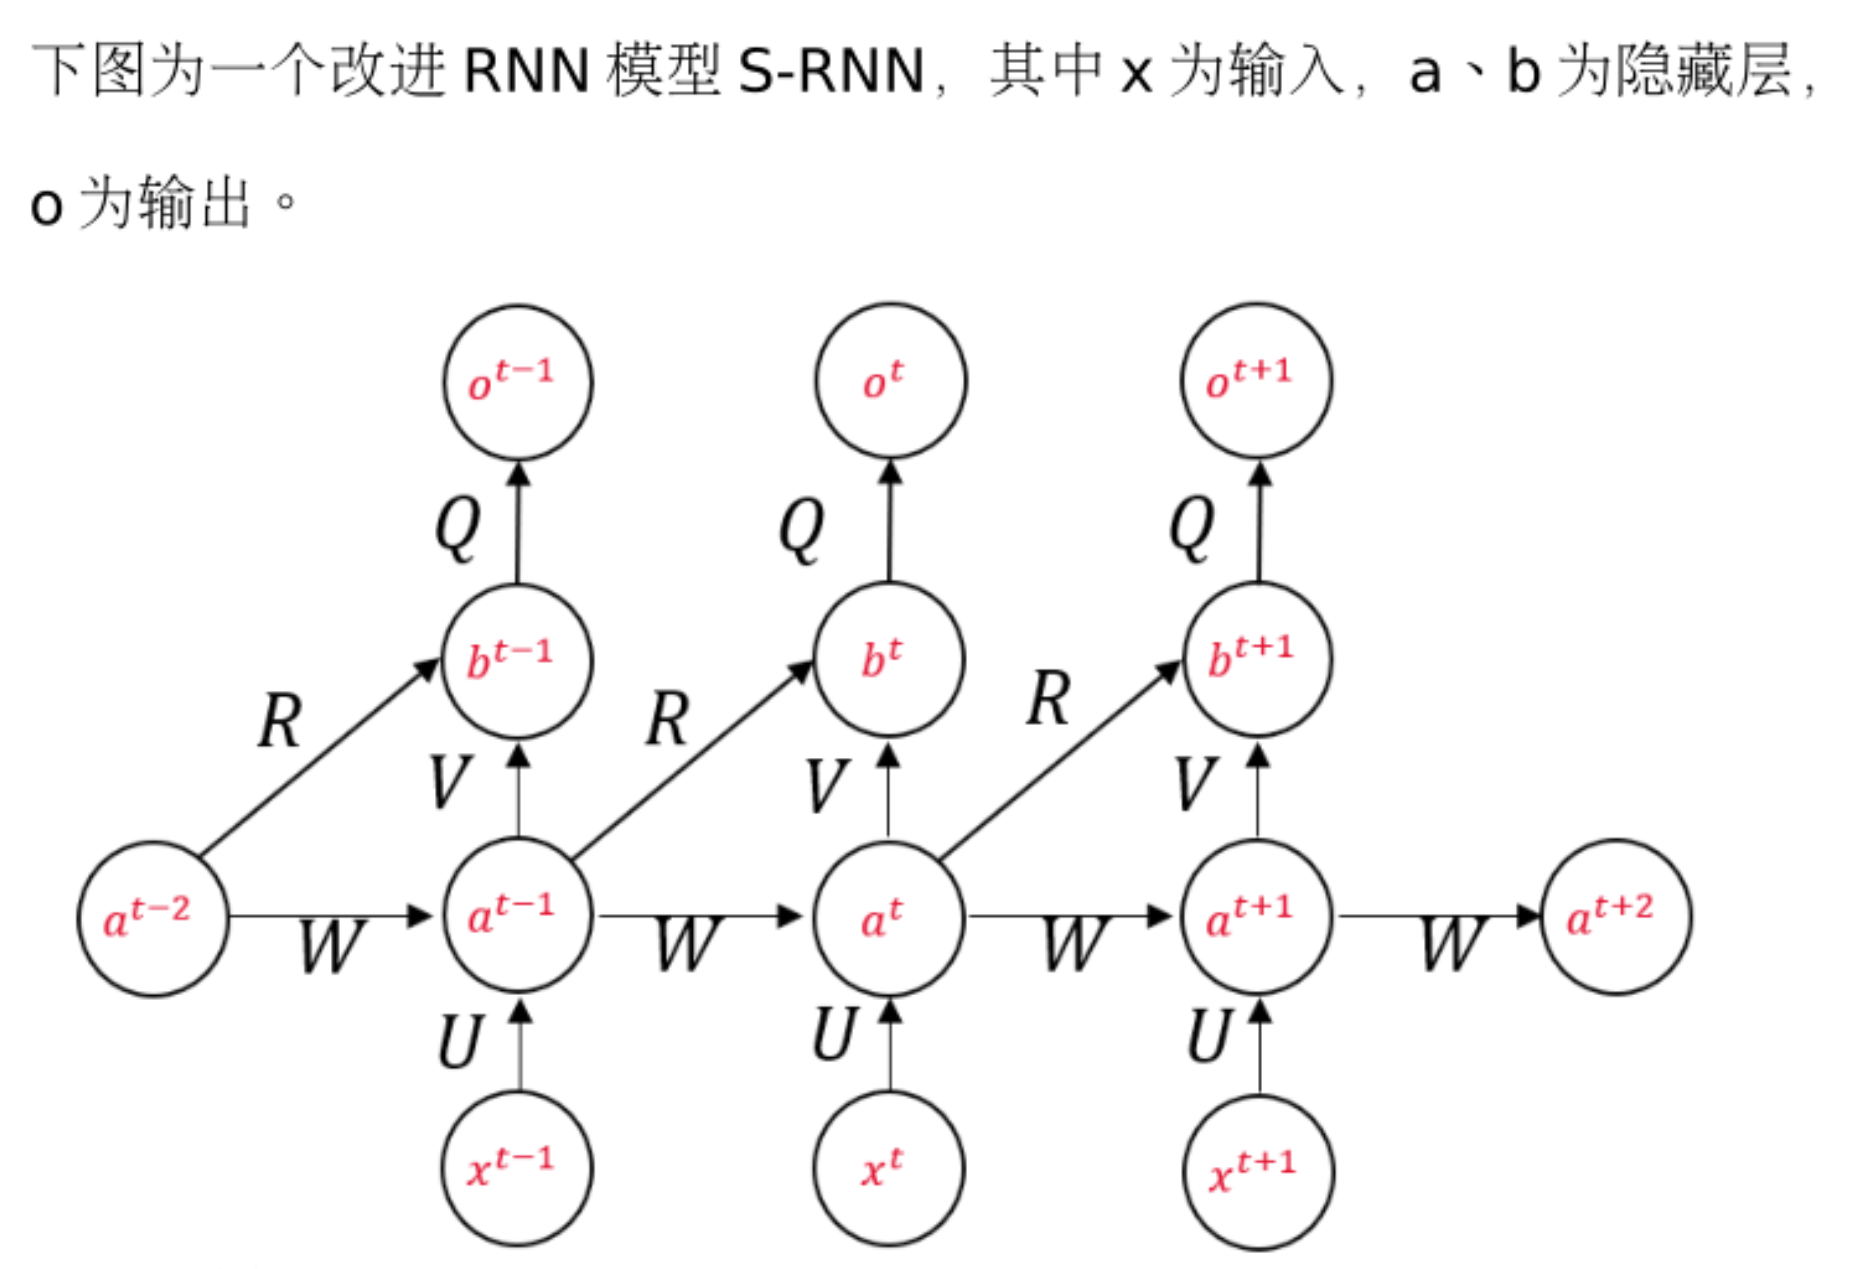 下图为一个改进 RNN 模型 S-RNN，其中 x 为输入，a、b 为隐藏层，
o 为输出。
o^{t-1} o^{t} o^{t+1}
Q Q Q
b^{t-1} b^{t} b^{t+1}
R R R
V V V
a^{t-2} a^{t-1} a^{t} a^{t+1} a^{t+2}
W W W W
U U U
x^{t-1} x^{t} x^{t+1}